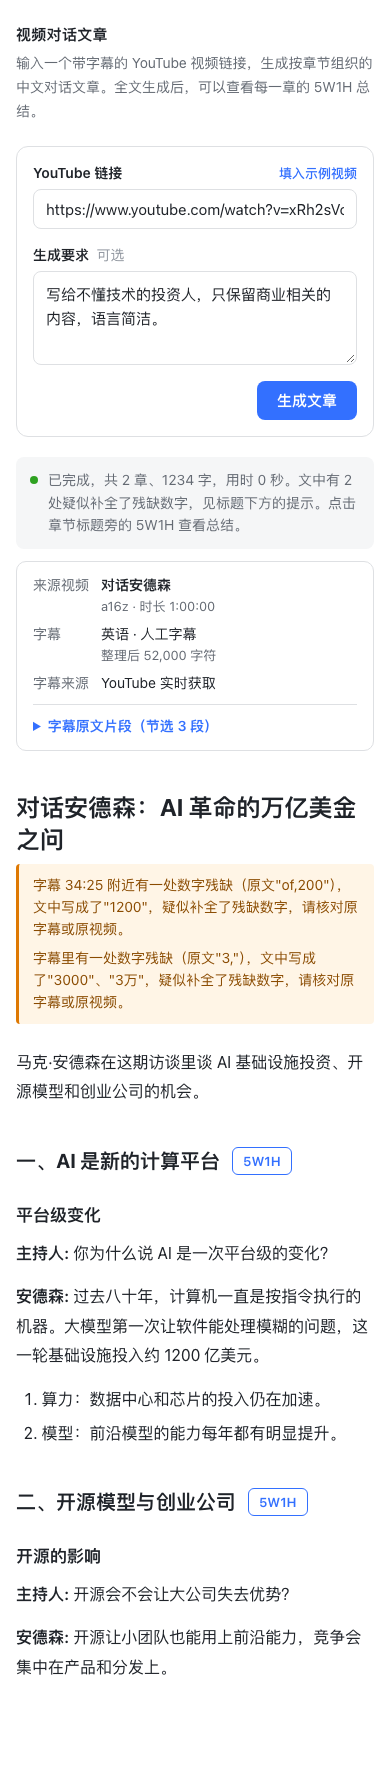 视频对话文章
输入一个带字幕的 YouTube 视频链接，生成按章节组织的
中文对话文章。全文生成后，可以查看每一章的 5W1H 总
结。
YouTube 链接
填入示例视频
https://www.youtube.com/watch?v=xRh2sVc
生成要求 可选
写给不懂技术的投资人，只保留商业相关的
内容，语言简洁。
生成文章
已完成，共 2 章、1234 字，用时 0 秒。文中有 2
处疑似补全了残缺数字，见标题下方的提示。点击
章节标题旁的 5W1H 查看总结。
来源视频 对话安德森
a16z · 时长 1:00:00
字幕 英语 · 人工字幕
整理后 52,000 字符
字幕来源 YouTube 实时获取
字幕原文片段（节选 3 段）
对话安德森：AI 革命的万亿美金
之问
字幕 34:25 附近有一处数字残缺（原文"of,200"），
文中写成了"1200"，疑似补全了残缺数字，请核对原
字幕或原视频。
字幕里有一处数字残缺（原文"3,"），文中写成
了"3000"、"3万"，疑似补全了残缺数字，请核对原
字幕或原视频。
马克·安德森在这期访谈里谈 AI 基础设施投资、开
源模型和创业公司的机会。
一、AI 是新的计算平台 5W1H
平台级变化
主持人: 你为什么说 AI 是一次平台级的变化？
安德森: 过去八十年，计算机一直是按指令执行的
机器。大模型第一次让软件能处理模糊的问题，这
一轮基础设施投入约 1200 亿美元。
1. 算力：数据中心和芯片的投入仍在加速。
2. 模型：前沿模型的能力每年都有明显提升。
二、开源模型与创业公司 5W1H
开源的影响
主持人: 开源会不会让大公司失去优势？
安德森: 开源让小团队也能用上前沿能力，竞争会
集中在产品和分发上。